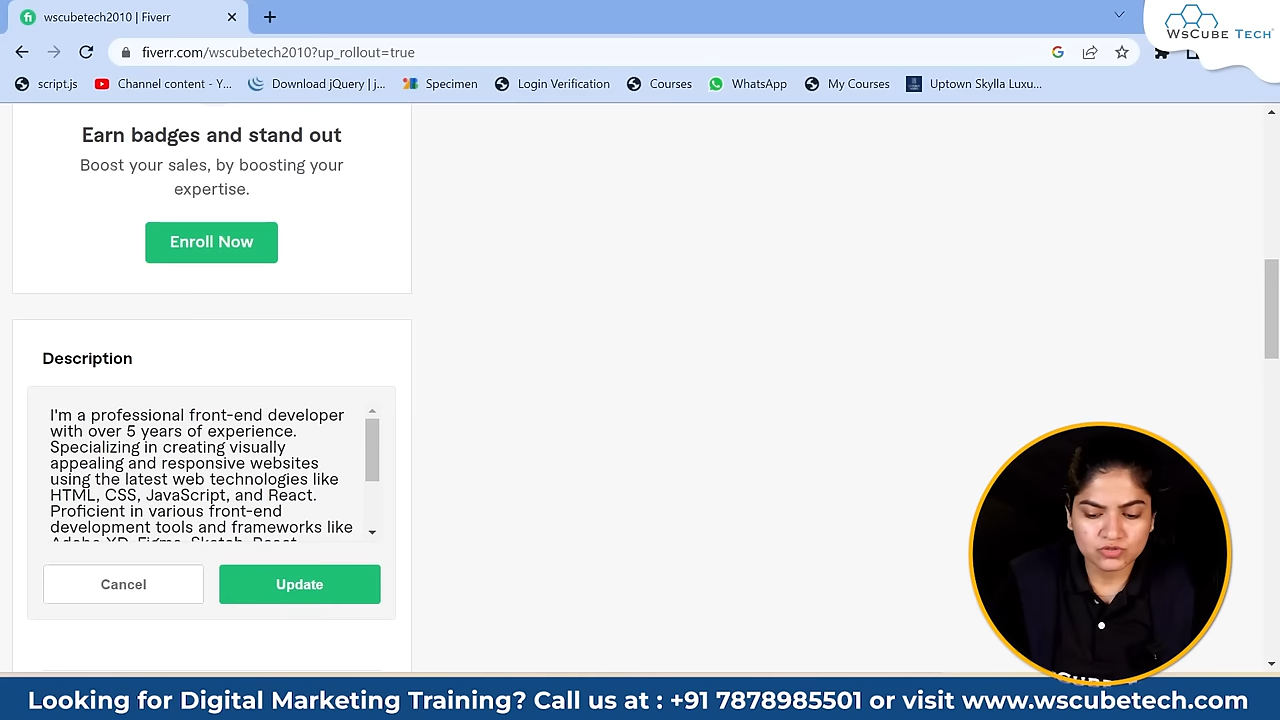 wscubetech2010 | Fiverr
WsCube Tech
fiverr.com/wscubetech2010?up_rollout=true
script.js
Channel content - Y...
Download jQuery | j...
Specimen
Login Verification
Courses
WhatsApp
My Courses
Uptown Skylla Luxu...
Earn badges and stand out
Boost your sales, by boosting your
expertise.
Enroll Now
Description
I'm a professional front-end developer
with over 5 years of experience.
Specializing in creating visually
appealing and responsive websites
using the latest web technologies like
HTML, CSS, JavaScript, and React.
Proficient in various front-end
development tools and frameworks like
Adobe XD, Figma, Sketch, React
Cancel
Update
Looking for Digital Marketing Training? Call us at : +91 7878985501 or visit www.wscubetech.com